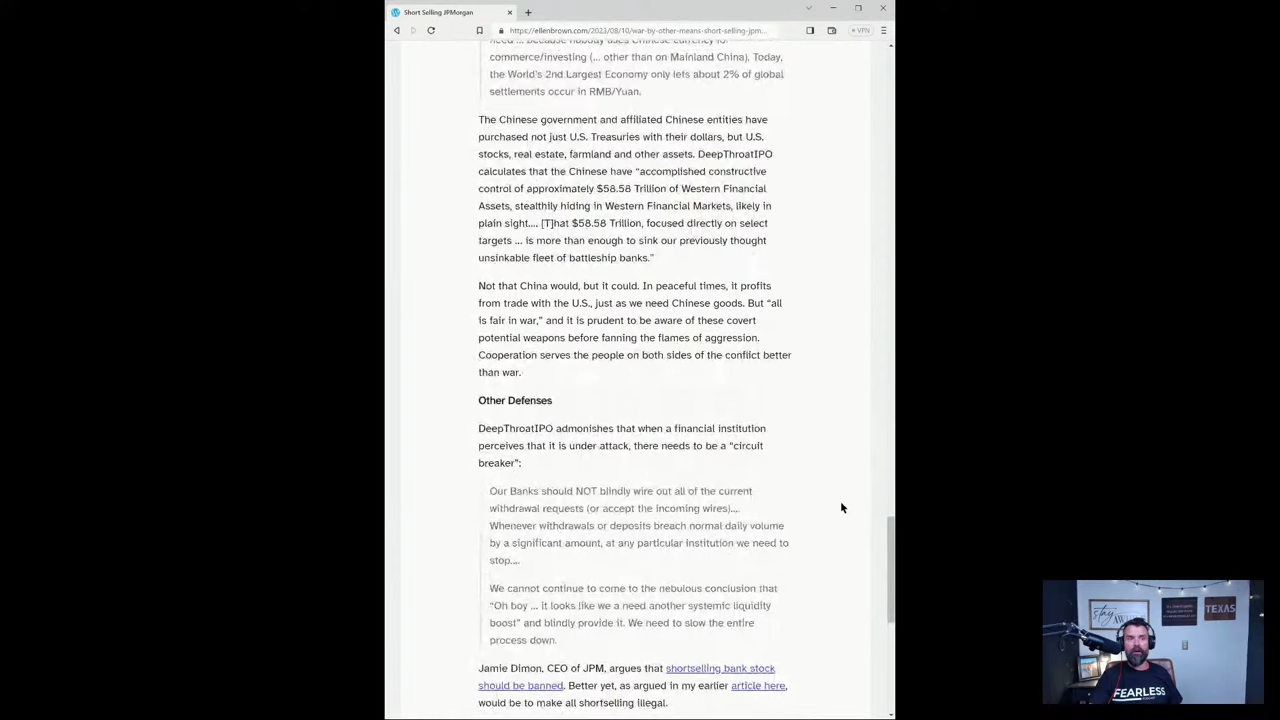 Short Selling JPMorgan
https://ellenbrown.com/2023/08/10/war-by-other-means-short-selling-jpm...
VPN
need ... because nobody uses Chinese currency for
commerce/investing (... other than on Mainland China). Today,
the World's 2nd Largest Economy only lets about 2% of global
settlements occur in RMB/Yuan.
The Chinese government and affiliated Chinese entities have
purchased not just U.S. Treasuries with their dollars, but U.S.
stocks, real estate, farmland and other assets. DeepThroatIPO
calculates that the Chinese have “accomplished constructive
control of approximately $58.58 Trillion of Western Financial
Assets, stealthily hiding in Western Financial Markets, likely in
plain sight…. [T]hat $58.58 Trillion, focused directly on select
targets … is more than enough to sink our previously thought
unsinkable fleet of battleship banks.”
Not that China would, but it could. In peaceful times, it profits
from trade with the U.S., just as we need Chinese goods. But “all
is fair in war,” and it is prudent to be aware of these covert
potential weapons before fanning the flames of aggression.
Cooperation serves the people on both sides of the conflict better
than war.
Other Defenses
DeepThroatIPO admonishes that when a financial institution
perceives that it is under attack, there needs to be a “circuit
breaker”:
Our Banks should NOT blindly wire out all of the current
withdrawal requests (or accept the incoming wires)….
Whenever withdrawals or deposits breach normal daily volume
by a significant amount, at any particular institution we need to
stop….
We cannot continue to come to the nebulous conclusion that
“Oh boy … it looks like we a need another systemic liquidity
boost” and blindly provide it. We need to slow the entire
process down.
Jamie Dimon, CEO of JPM, argues that shortselling bank stock
should be banned. Better yet, as argued in my earlier article here,
would be to make all shortselling illegal.
stay
TEXAS
FEARLESS